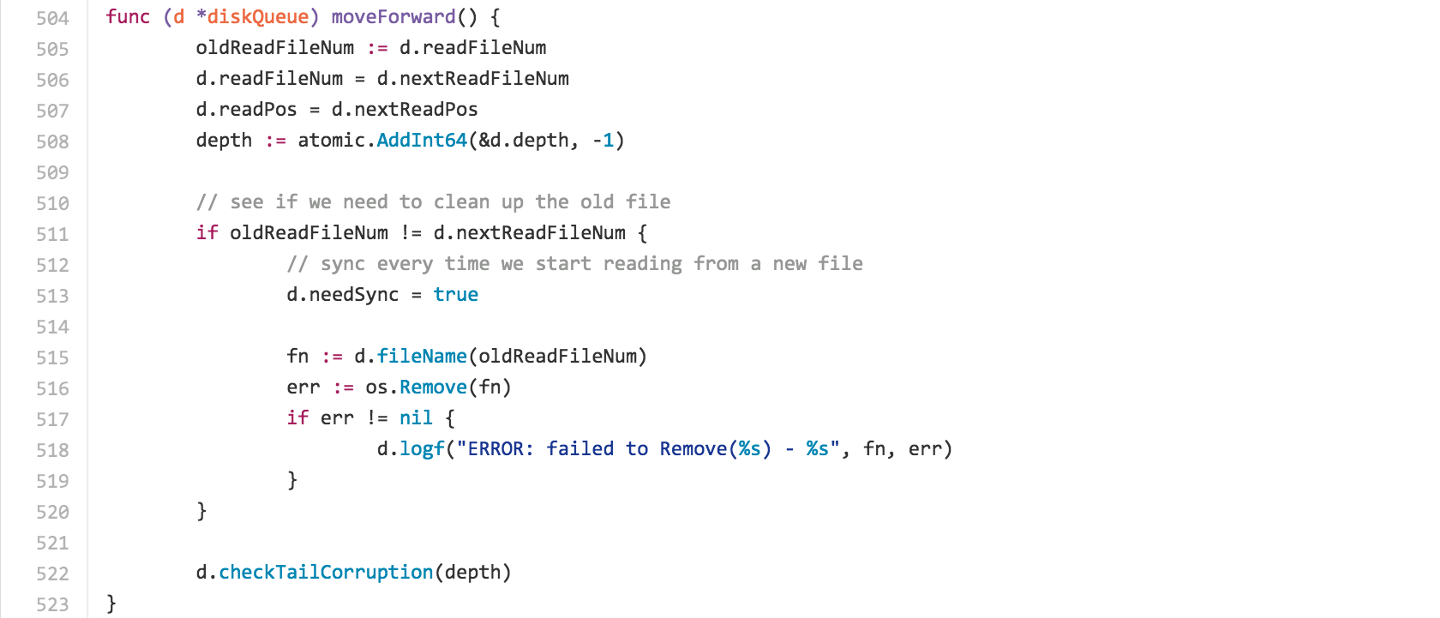 504 func (d *diskQueue) moveForward() {
505 oldReadFileNum := d.readFileNum
506 d.readFileNum = d.nextReadFileNum
507 d.readPos = d.nextReadPos
508 depth := atomic.AddInt64(&d.depth, -1)
509
510 // see if we need to clean up the old file
511 if oldReadFileNum != d.nextReadFileNum {
512 // sync every time we start reading from a new file
513 d.needSync = true
514
515 fn := d.fileName(oldReadFileNum)
516 err := os.Remove(fn)
517 if err != nil {
518 d.logf("ERROR: failed to Remove(%s) - %s", fn, err)
519 }
520 }
521
522 d.checkTailCorruption(depth)
523 }